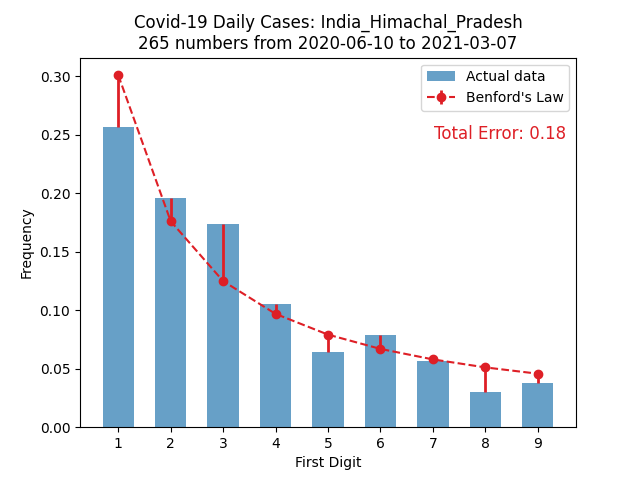 Covid-19 Daily Cases: India_Himachal_Pradesh
265 numbers from 2020-06-10 to 2021-03-07
Actual data
Benford's Law
Total Error: 0.18
0.30
0.25
0.20
0.15
0.10
0.05
0.00
Frequency
1 2 3 4 5 6 7 8 9
First Digit